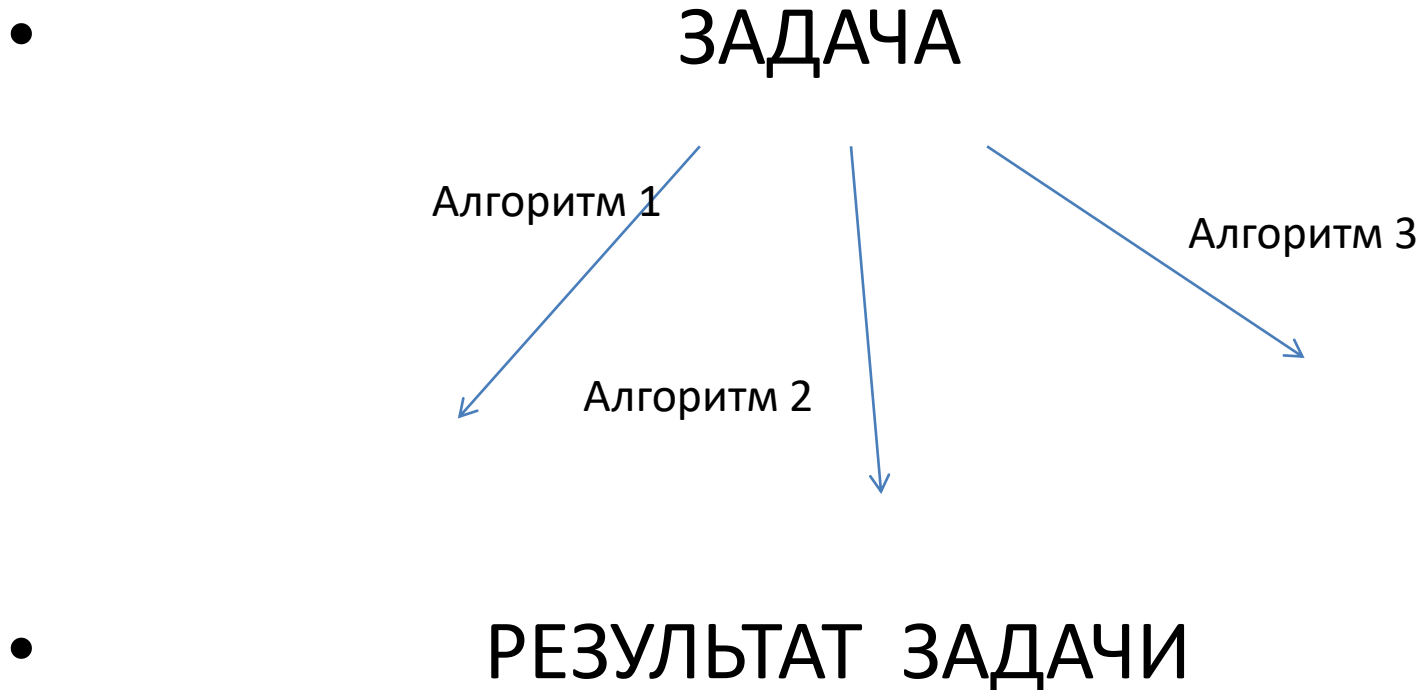 • ЗАДАЧА
Алгоритм 1
Алгоритм 3
Алгоритм 2
• РЕЗУЛЬТАТ ЗАДАЧИ